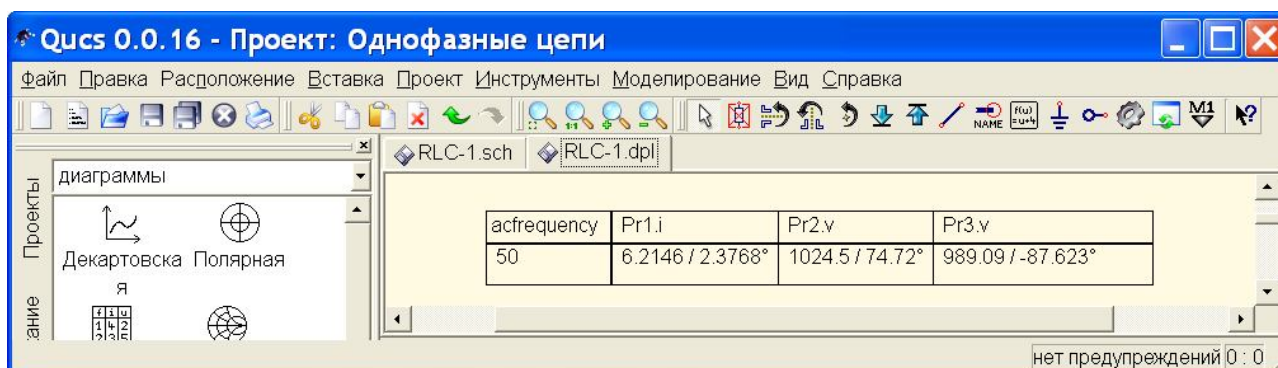 Qucs 0.0.16 - Проект: Однофазные цепи
Файл Правка Расположение Вставка Проект Инструменты Моделирование Вид Справка
NAME
M1
RLC-1.sch RLC-1.dpl
диаграммы
Проекты
Декартовска
я
Полярная
acfrequency Pr1.i Pr2.v Pr3.v
50 6.2146 / 2.3768° 1024.5 / 74.72° 989.09 / -87.623°
нет предупреждений 0 : 0